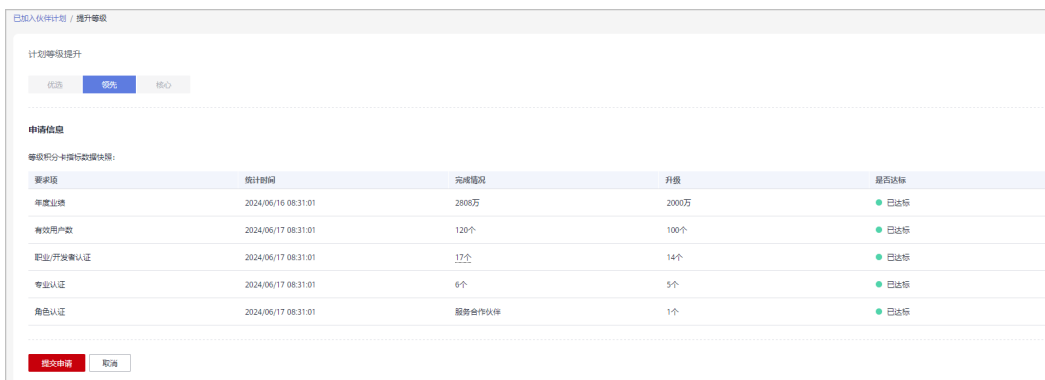 已加入伙伴计划 / 提升等级
计划等级提升
优选 领先 核心
申请信息
等级积分卡指标数据快照：
要求项 统计时间 完成情况 升级 是否达标
年度业绩 2024/06/16 08:31:01 2808万 2000万 已达标
有效用户数 2024/06/17 08:31:01 120个 100个 已达标
职业/开发者认证 2024/06/17 08:31:01 17个 14个 已达标
专业认证 2024/06/17 08:31:01 6个 5个 已达标
角色认证 2024/06/17 08:31:01 服务合作伙伴 1个 已达标
提交申请 取消